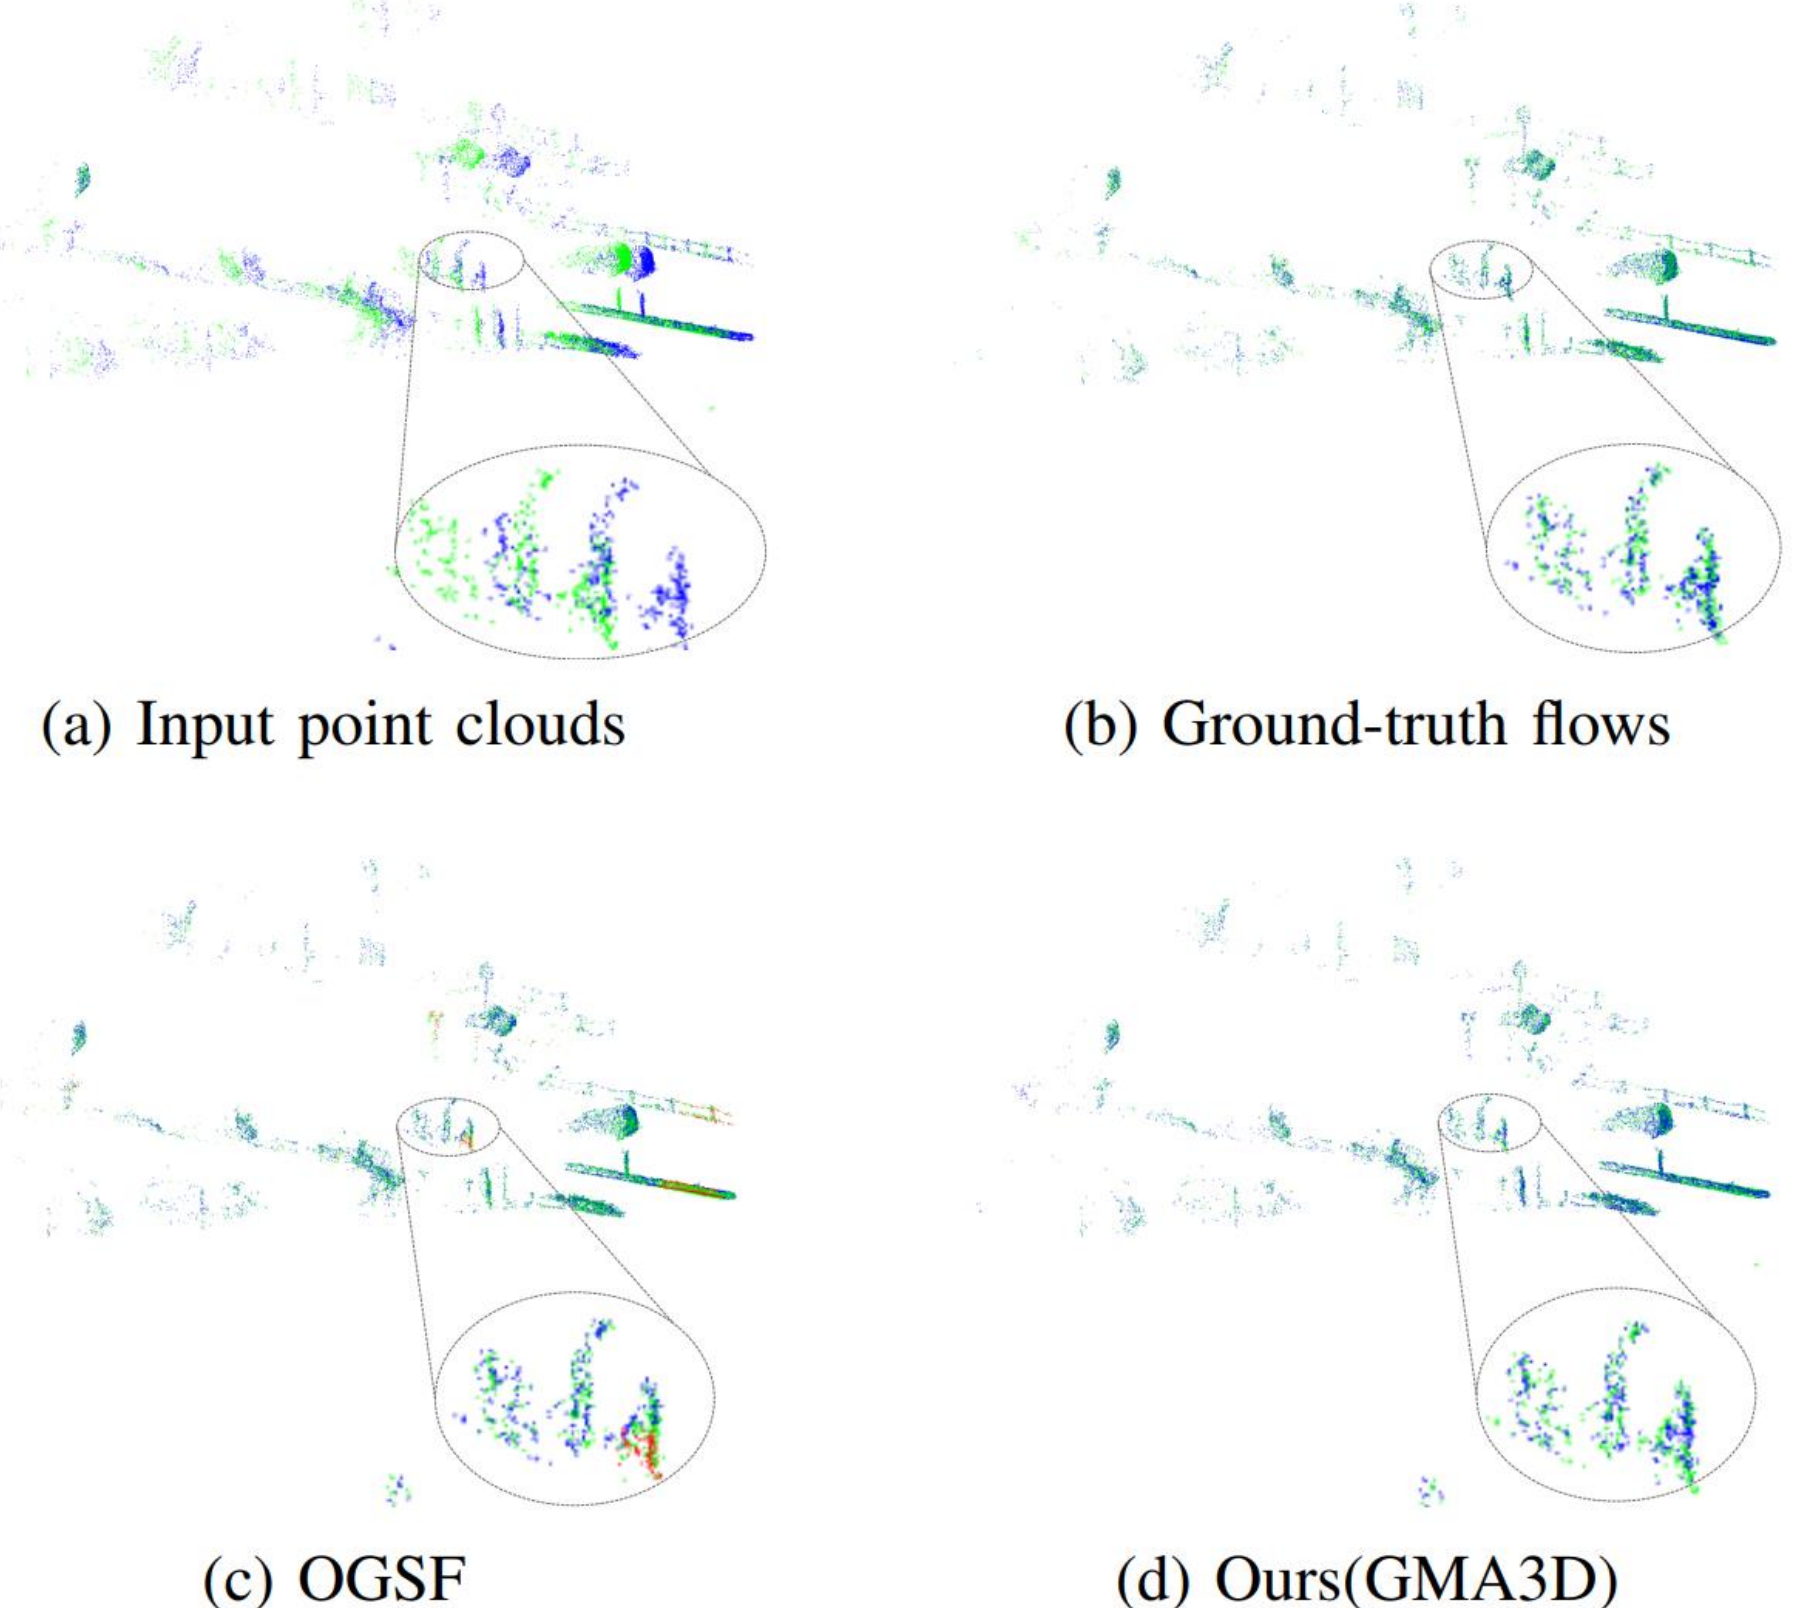 (a) Input point clouds
(b) Ground-truth flows
(c) OGSF
(d) Ours(GMA3D)